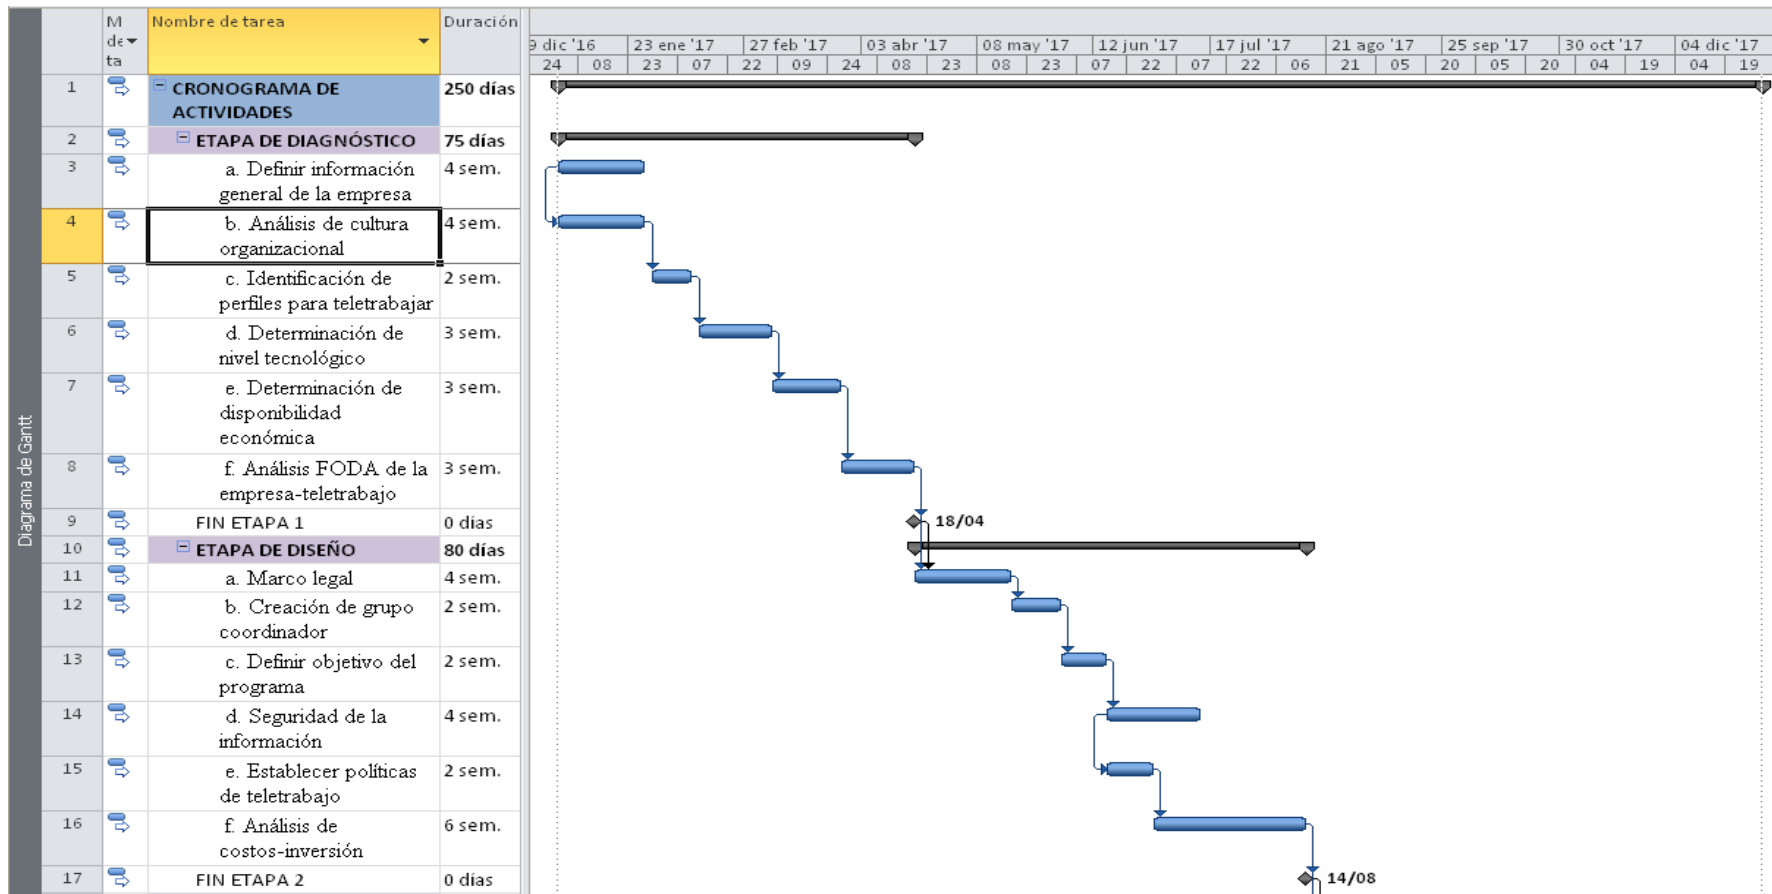 M de ta
Nombre de tarea
Duración
9 dic '16 23 ene '17 27 feb '17 03 abr '17 08 may '17 12 jun '17 17 jul '17 21 ago '17 25 sep '17 30 oct '17 04 dic '17
24 08 23 07 22 09 24 08 23 08 23 07 22 07 22 06 21 05 20 05 20 04 19 04 19
Diagrama de Gantt
1 CRONOGRAMA DE 250 días
ACTIVIDADES
2 ETAPA DE DIAGNÓSTICO 75 días
3 a. Definir información 4 sem.
general de la empresa
4 b. Análisis de cultura 4 sem.
organizacional
5 c. Identificación de 2 sem.
perfiles para teletrabajar
6 d. Determinación de 3 sem.
nivel tecnológico
7 e. Determinación de 3 sem.
disponibilidad
económica
8 f. Análisis FODA de la 3 sem.
empresa-teletrabajo
9 FIN ETAPA 1 0 días 18/04
10 ETAPA DE DISEÑO 80 días
11 a. Marco legal 4 sem.
12 b. Creación de grupo 2 sem.
coordinador
13 c. Definir objetivo del 2 sem.
programa
14 d. Seguridad de la 4 sem.
información
15 e. Establecer políticas 2 sem.
de teletrabajo
16 f. Análisis de 6 sem.
costos-inversión
17 FIN ETAPA 2 0 días 14/08